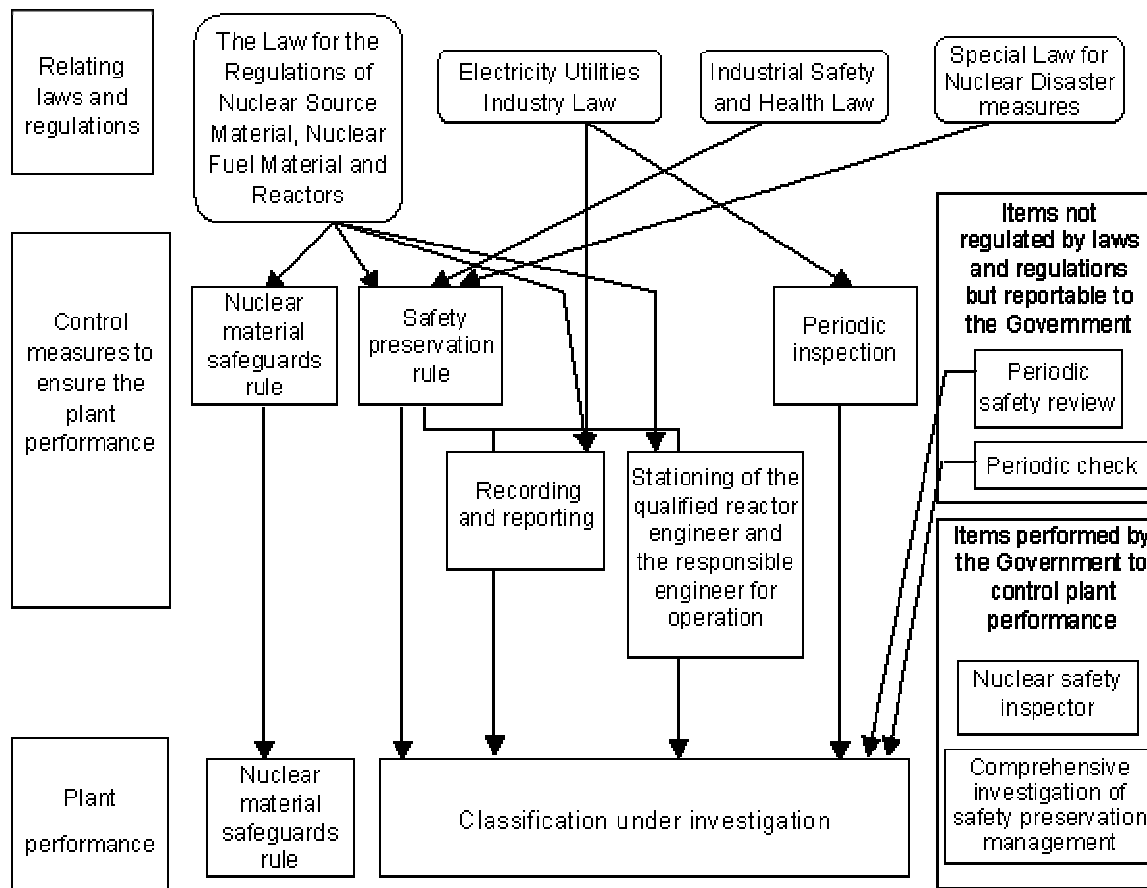 Relating
laws and
regulations
The Law for the
Regulations of
Nuclear Source
Material, Nuclear
Fuel Material and
Reactors
Electricity Utilities
Industry Law
Industrial Safety
and Health Law
Special Law for
Nuclear Disaster
measures
Control
measures to
ensure the
plant
performance
Nuclear
material
safeguards
rule
Safety
preservation
rule
Periodic
inspection
Recording
and reporting
Stationing of the
qualified reactor
engineer and
the responsible
engineer for
operation
Items not
regulated by laws
and regulations
but reportable to
the Government
Periodic
safety review
Periodic check
Items performed by
the Government to
control plant
performance
Nuclear safety
inspector
Comprehensive
investigation of
safety preservation
management
Plant
performance
Nuclear
material
safeguards
rule
Classification under investigation